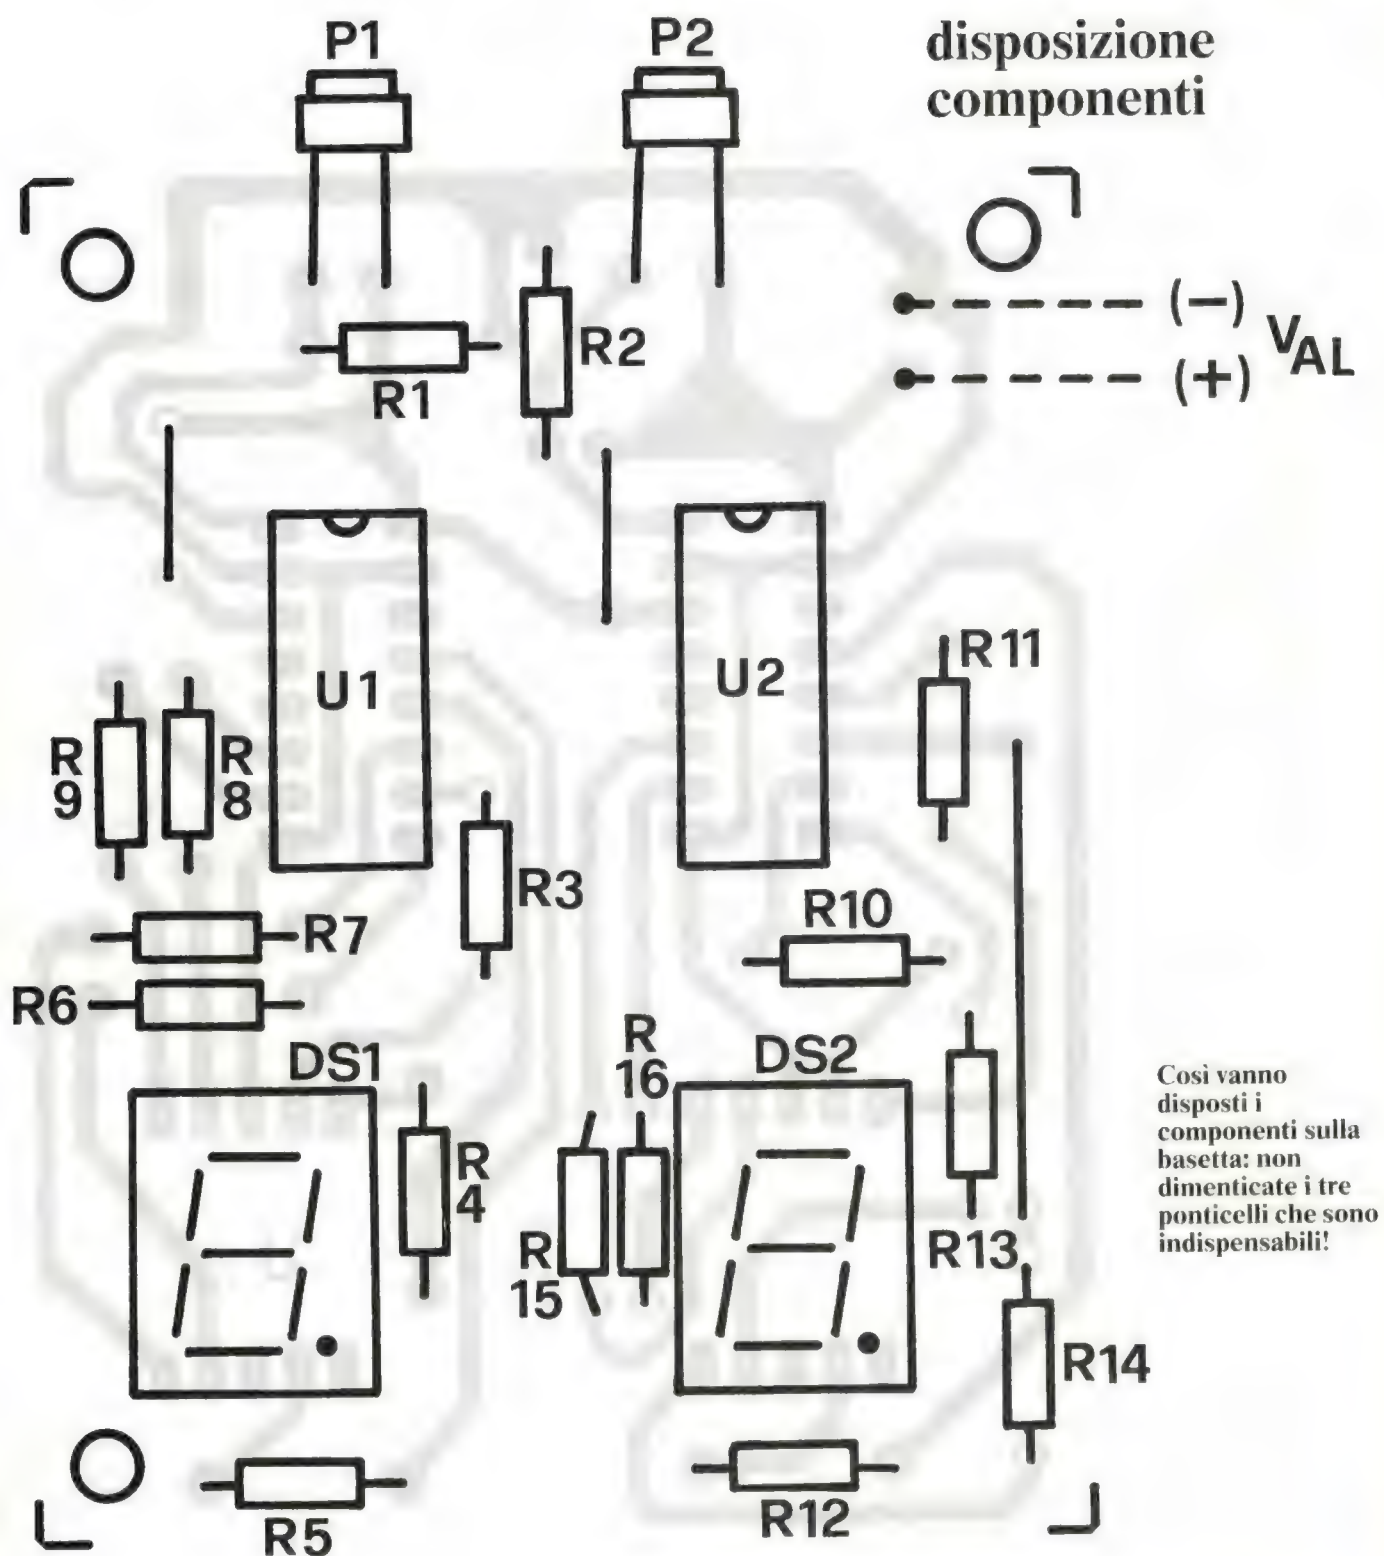 P1
P2
disposizione
componenti
(−)
V AL
(+)
R2
R1
U1
U2
R11
R
9
R
8
R3
R10
R7
R6
DS1
R
16
DS2
R
4
R
15
R13
R14
R5
R12
Così vanno
disposti i
componenti sulla
basetta: non
dimenticate i tre
ponticelli che sono
indispensabili!